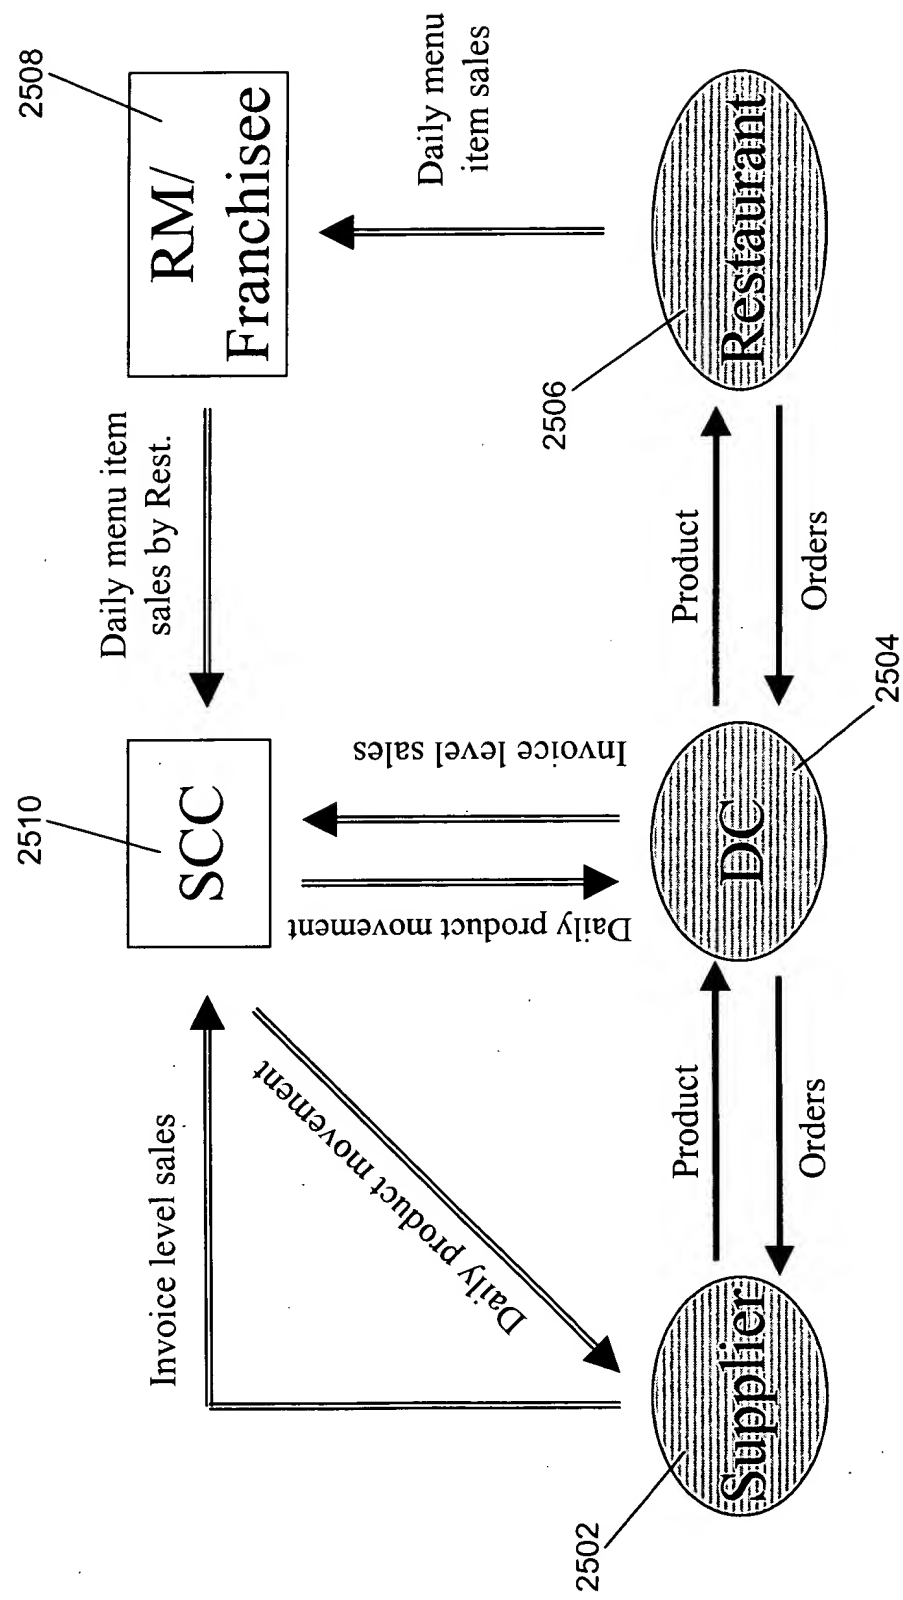 2510
2508
SCC
RM/
Franchisee
Invoice level sales
Daily menu item
sales by Rest.
Daily product movement
Daily product movement
Invoice level sales
Daily menu
item sales
2502
2506
Supplier
Product
Orders
DC
2504
Product
Orders
Restaurant